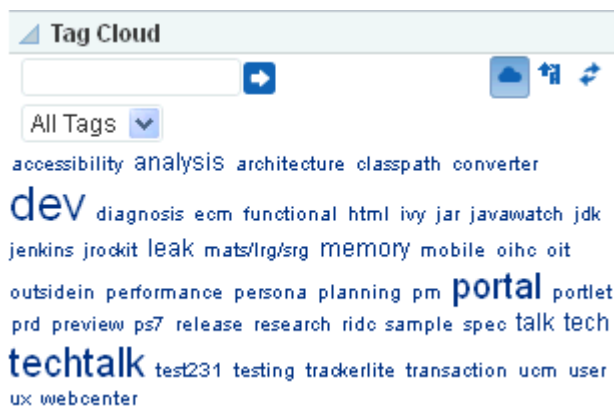 Tag Cloud
All Tags
accessibility analysis architecture classpath converter
dev diagnosis ecm functional html ivy jar javawatch jdk
jenkins jrockit leak mats/lrg/srg memory mobile oihc oit
outsidein performance persona planning pm portal portlet
prd preview ps7 release research ridc sample spec talk tech
techtalk test231 testing trackerlite transaction ucm user
ux webcenter